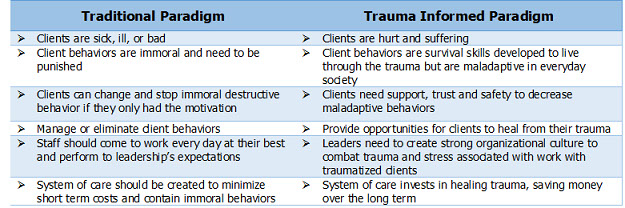 Traditional Paradigm
Trauma Informed Paradigm
➢ Clients are sick, ill, or bad
➢ Clients are hurt and suffering
➢ Client behaviors are immoral and need to be
punished
➢ Client behaviors are survival skills developed to live
through the trauma but are maladaptive in everyday
society
➢ Clients can change and stop immoral destructive
behavior if they only had the motivation
➢ Clients need support, trust and safety to decrease
maladaptive behaviors
➢ Manage or eliminate client behaviors
➢ Provide opportunities for clients to heal from their trauma
➢ Staff should come to work every day at their best
and perform to leadership's expectations
➢ Leaders need to create strong organizational culture to
combat trauma and stress associated with work with
traumatized clients
➢ System of care should be created to minimize
short term costs and contain immoral behaviors
➢ System of care invests in healing trauma, saving money
over the long term